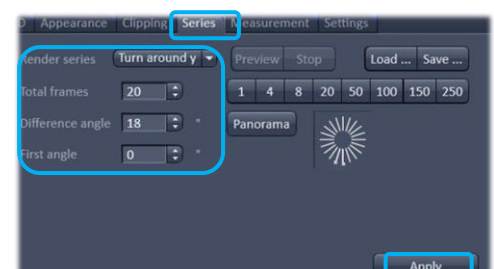 Appearance Clipping Series Measurement Settings
Render series Turn around y Preview Stop Load ... Save ...
Total frames 20 1 4 8 20 50 100 150 250
Difference angle 18 ° Panorama
First angle 0 °
Apply